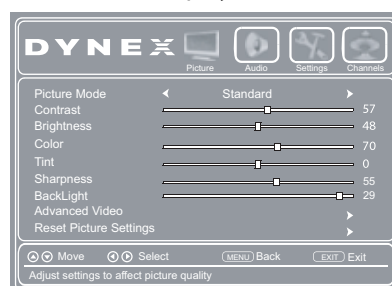 DYNEX
Picture Audio Settings Channels
Picture Mode Standard
Contrast 57
Brightness 48
Color 70
Tint 0
Sharpness 55
BackLight 29
Advanced Video
Reset Picture Settings
Move Select MENU Back EXIT Exit
Adjust settings to affect picture quality